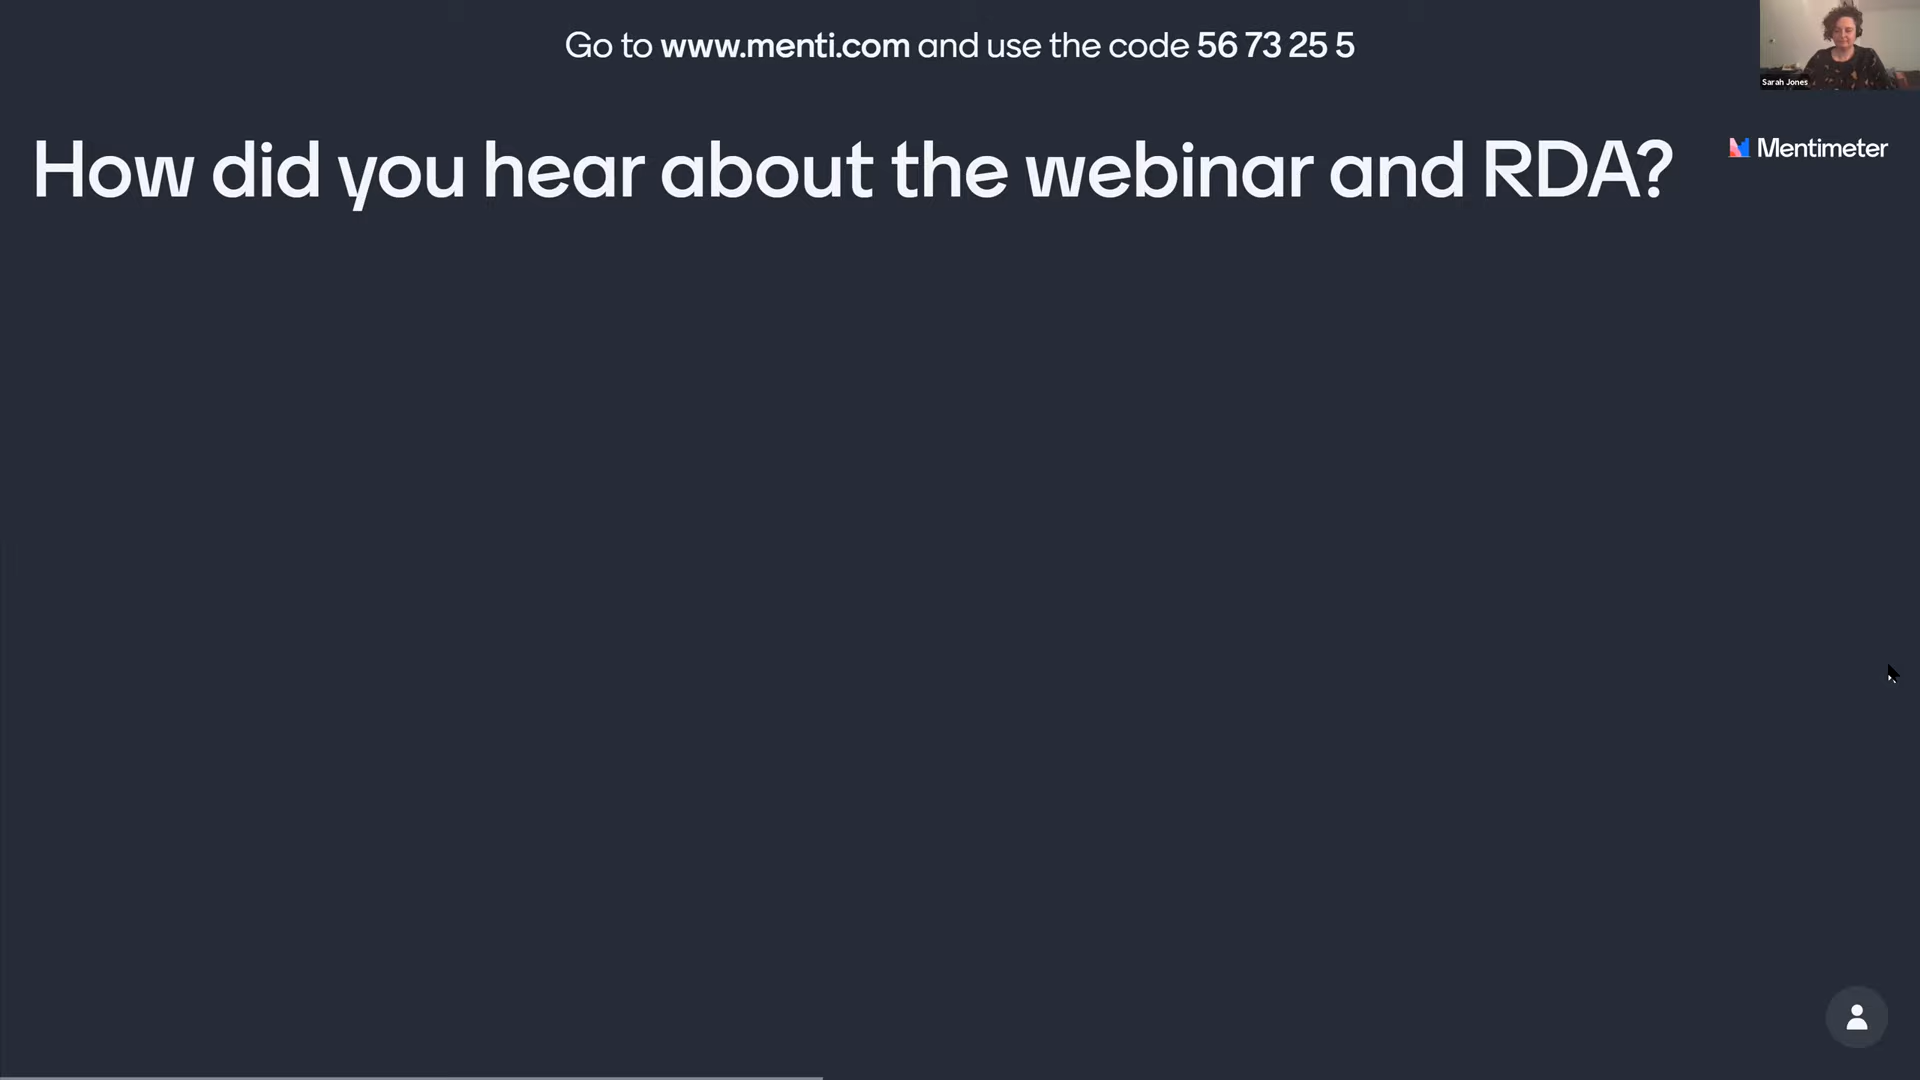 Go to www.menti.com and use the code 56 73 25 5
Sarah Jones
How did you hear about the webinar and RDA?
Mentimeter